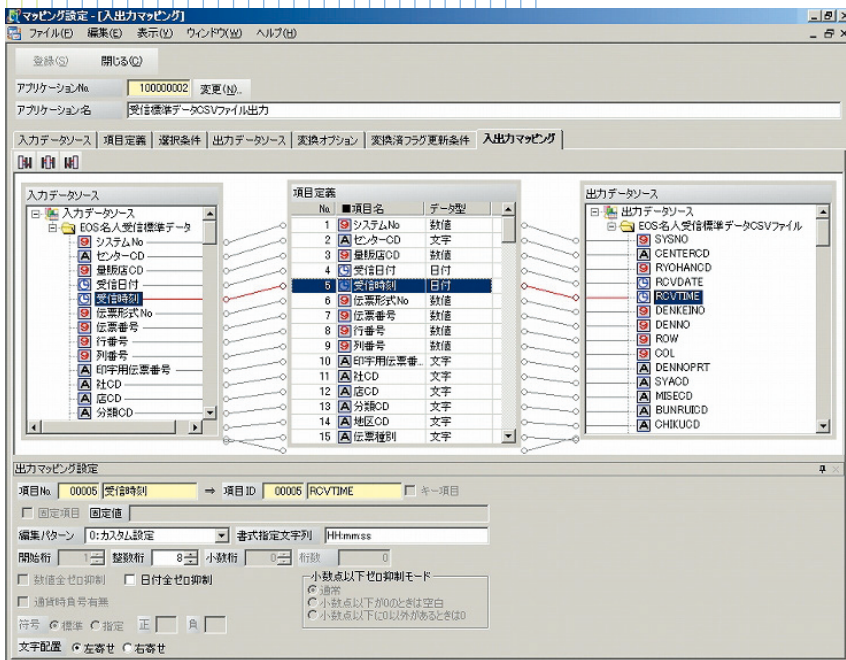 マッピング設定 - [入出力マッピング]
ファイル(F) 編集(E) 表示(V) ウィンドウ(W) ヘルプ(H)
登録(S) 閉じる(C)
アプリケーションNo. 100000002 変更(N)..
アプリケーション名 受信標準データCSVファイル出力
入力データソース 項目定義 選択条件 出力データソース 変換オプション 変換済フラグ更新条件 入出力マッピング
入力データソース
入力データソース
EOS名人受信標準データ
システムNo
センターCD
量販店CD
受信日付
受信時刻
伝票形式No
伝票番号
行番号
列番号
印字用伝票番号
社CD
店CD
分類CD
項目定義
No. ■項目名 データ型
1 システムNo 数値
2 センターCD 文字
3 量販店CD 数値
4 受信日付 日付
5 受信時刻 日付
6 伝票形式No 数値
7 伝票番号 数値
8 行番号 数値
9 列番号 数値
10 印字用伝票番.. 文字
11 社CD 文字
12 店CD 文字
13 分類CD 文字
14 地区CD 文字
15 伝票種別 文字
出力データソース
出力データソース
EOS名人受信標準データCSVファイル
SYSNO
CENTERCD
RYOHANCD
RCVDATE
RCVTIME
DENKEINO
DENNO
ROW
COL
DENNOPRT
SYACD
MISECD
BUNRUICD
CHIKUCD
出力マッピング設定
項目No. 00005 受信時刻 ⇒ 項目ID 00005 RCVTIME キー項目
固定項目 固定値
編集パターン 0:カスタム設定 書式指定文字列 HH:mm:ss
開始桁 1 整数桁 8 小数桁 0 桁数 0
数値全ゼロ抑制 日付全ゼロ抑制
通貨時負号有無
符号 標準 指定 正 負
文字配置 左寄せ 右寄せ
小数点以下ゼロ抑制モード
通常
小数点以下が0のときは空白
小数点以下に0以外があるときは0